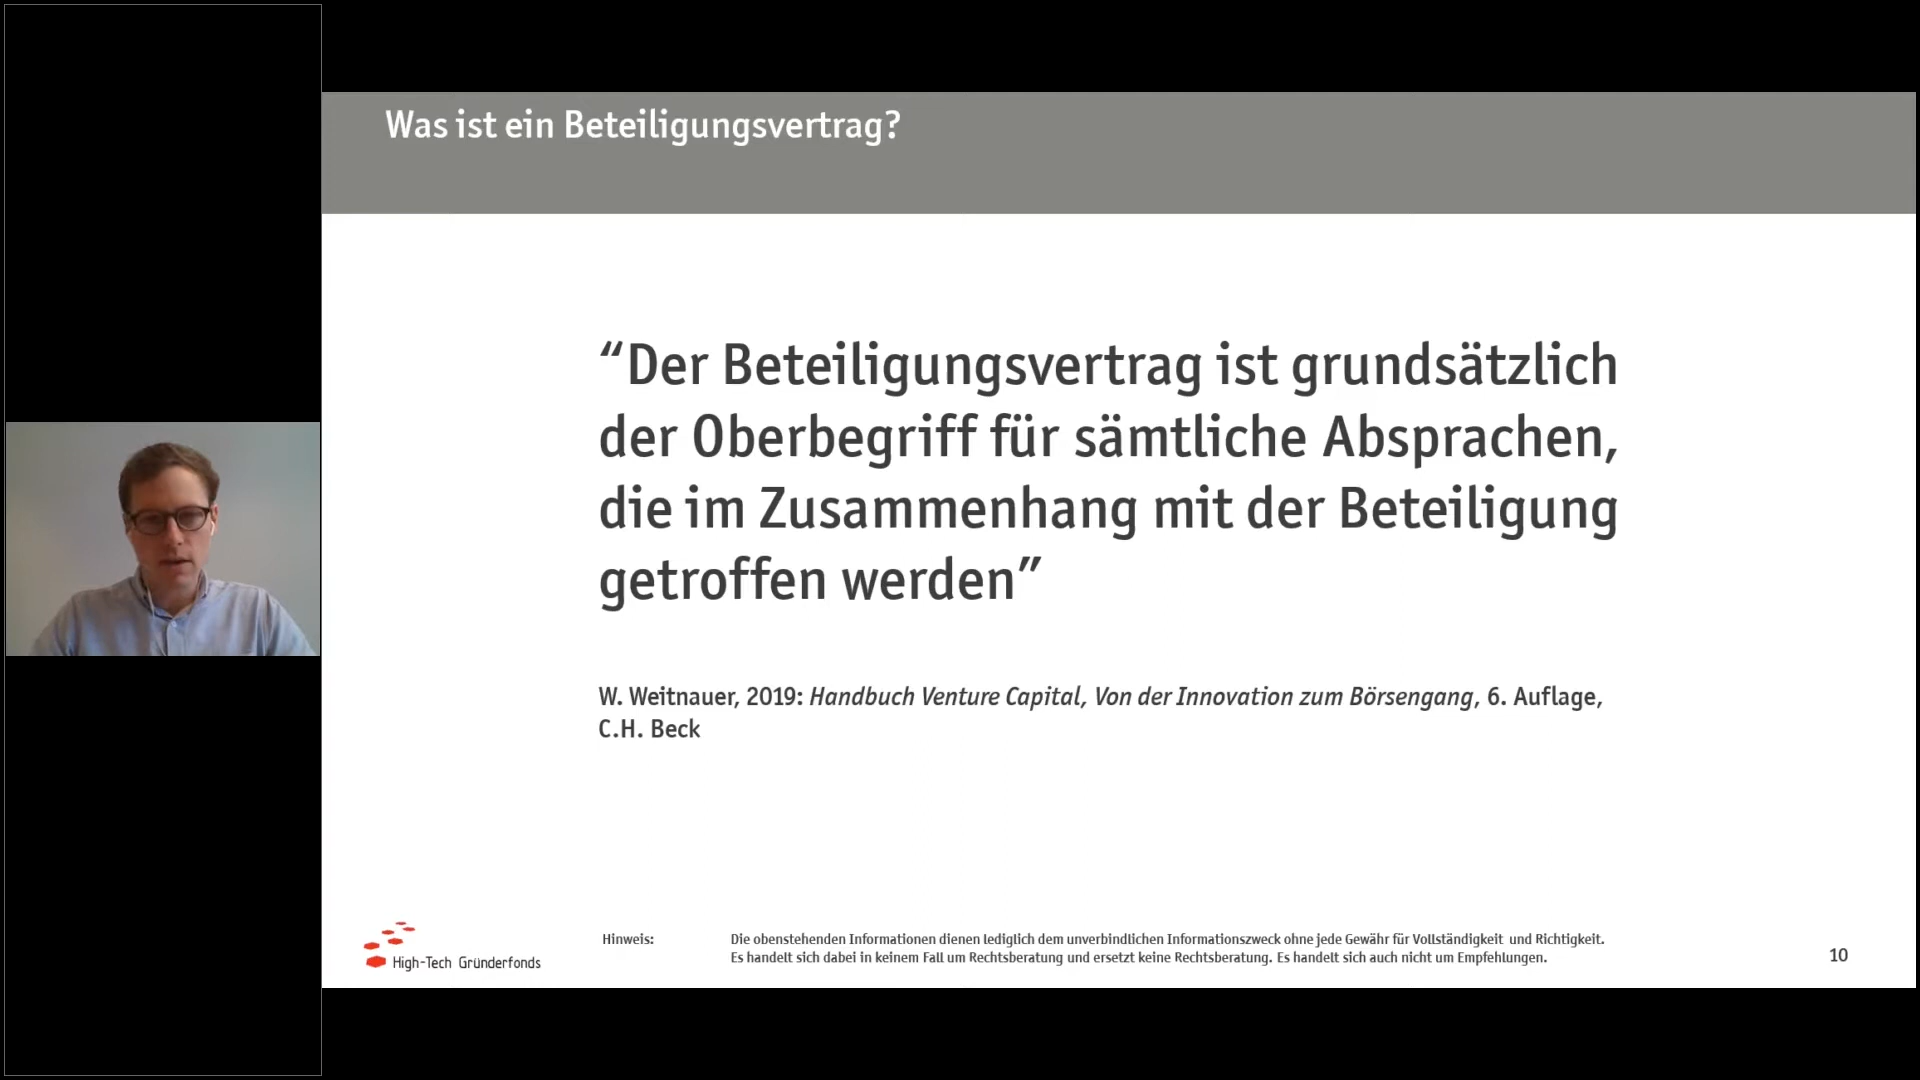 Was ist ein Beteiligungsvertrag?
“Der Beteiligungsvertrag ist grundsätzlich
der Oberbegriff für sämtliche Absprachen,
die im Zusammenhang mit der Beteiligung
getroffen werden”
W. Weitnauer, 2019: Handbuch Venture Capital, Von der Innovation zum Börsengang, 6. Auflage,
C.H. Beck
High-Tech Gründerfonds
Hinweis: Die obenstehenden Informationen dienen lediglich dem unverbindlichen Informationszweck ohne jede Gewähr für Vollständigkeit und Richtigkeit.
Es handelt sich dabei in keinem Fall um Rechtsberatung und ersetzt keine Rechtsberatung. Es handelt sich auch nicht um Empfehlungen.
10